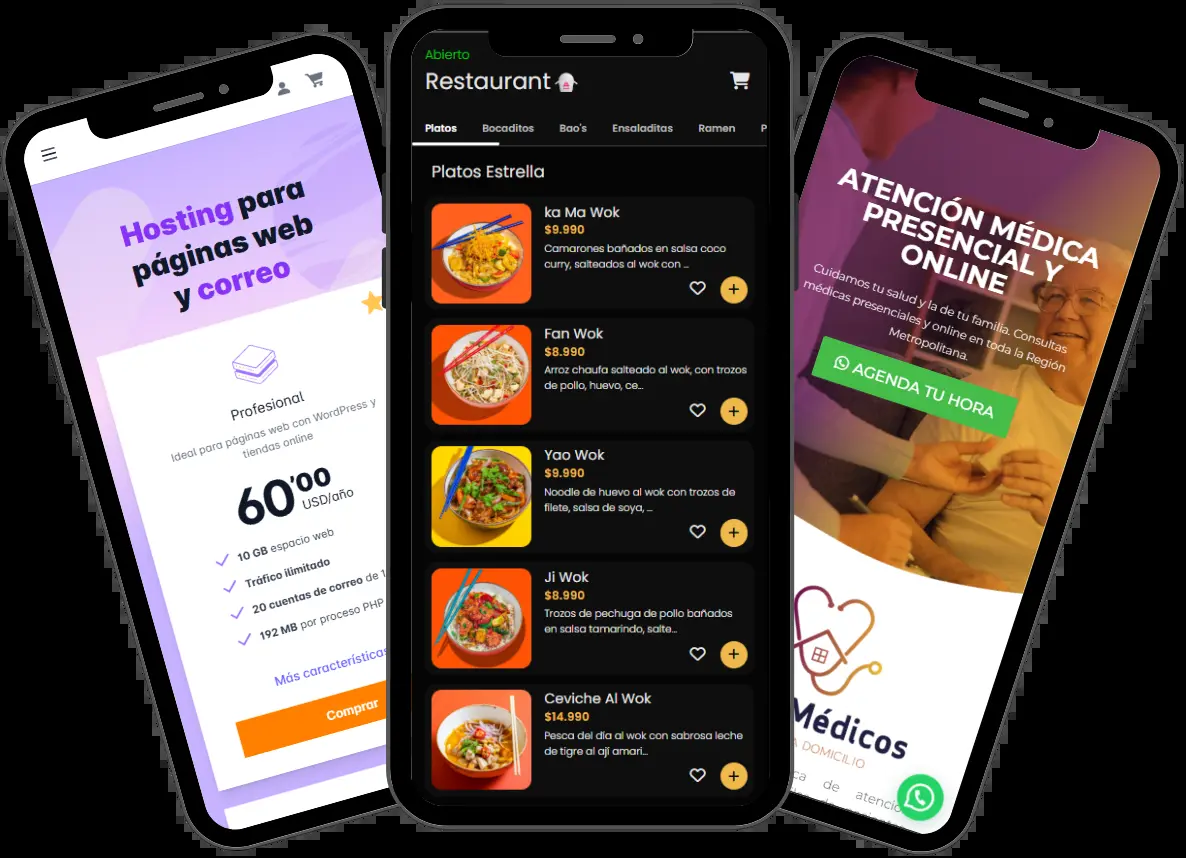 Hosting para
páginas web
y correo
Profesional
Ideal para páginas web con WordPress y
tiendas online
60'00
USD/año
10 GB espacio web
Tráfico ilimitado
20 cuentas de correo de 1
192 MB por proceso PHP
Más características
Comprar
Abierto
Restaurant
Platos Bocaditos Bao's Ensaladitas Ramen P
Platos Estrella
ka Ma Wok
$9.990
Camarones bañados en salsa coco
curry, salteados al wok con ...
+
Fan Wok
$8.990
Arroz chaufa salteado al wok, con trozos
de pollo, huevo, ce...
+
Yao Wok
$9.990
Noodle de huevo al wok con trozos de
filete, salsa de soya, ...
+
Ji Wok
$8.990
Trozos de pechuga de pollo bañados
en salsa tamarindo, salte...
+
Ceviche Al Wok
$14.990
Pesca del día al wok con sabrosa leche
de tigre al ají amari...
+
ATENCIÓN MÉDICA
PRESENCIAL Y
ONLINE
Cuidamos tu salud y la de tu familia. Consultas
médicas presenciales y online en toda la Región
Metropolitana.
AGENDA TU HORA
Médicos
A DOMICILIO
ca de atenci